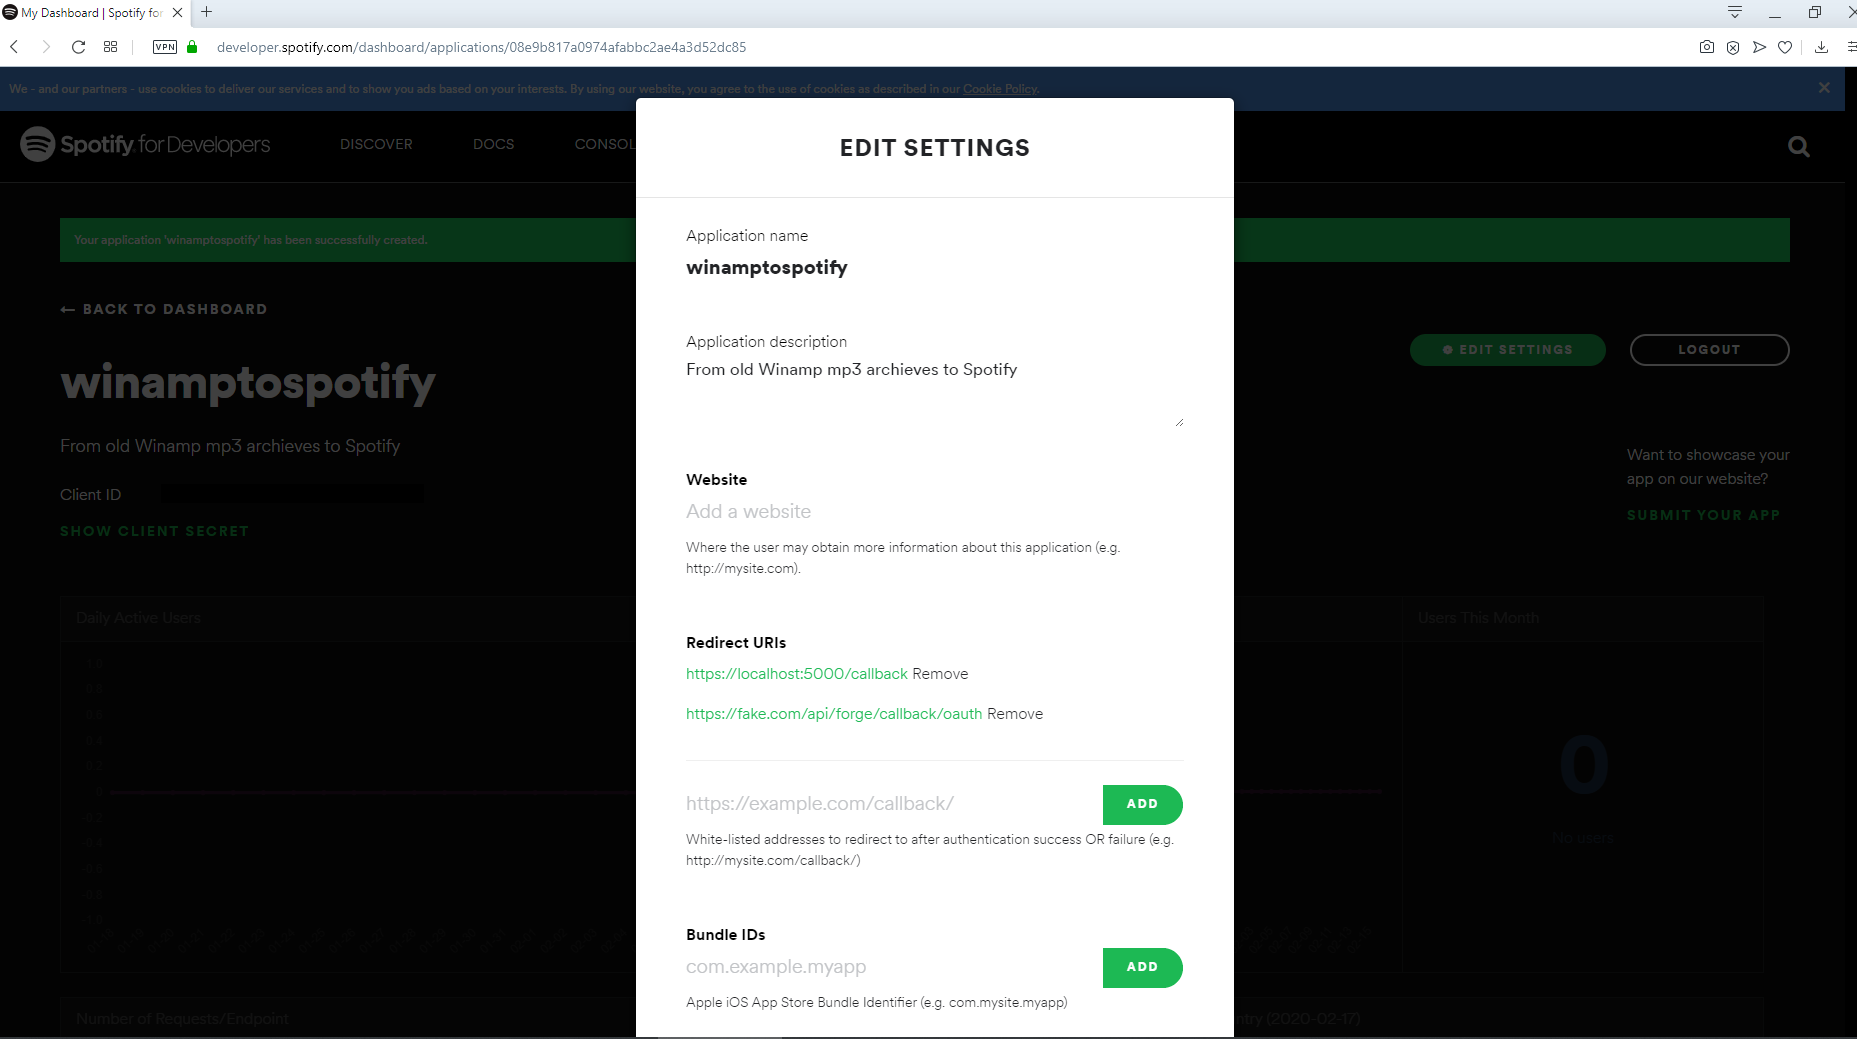 My Dashboard | Spotify for
VPN
developer.spotify.com/dashboard/applications/08e9b817a0974afabbc2ae4a3d52dc85
We - and our partners - use cookies to deliver our services and to show you ads based on your interests. By using our website, you agree to the use of cookies as described in our Cookie Policy.
Spotify for Developers
DISCOVER
DOCS
CONSOL
EDIT SETTINGS
Your application 'winamptospotify' has been successfully created.
BACK TO DASHBOARD
winamptospotify
From old Winamp mp3 archieves to Spotify
Client ID
SHOW CLIENT SECRET
EDIT SETTINGS
LOGOUT
Want to showcase your
app on our website?
SUBMIT YOUR APP
Application name
winamptospotify
Application description
From old Winamp mp3 archieves to Spotify
Website
Add a website
Where the user may obtain more information about this application (e.g.
http://mysite.com).
Redirect URIs
https://localhost:5000/callback Remove
https://fake.com/api/forge/callback/oauth Remove
https://example.com/callback/
ADD
White-listed addresses to redirect to after authentication success OR failure (e.g.
http://mysite.com/callback/)
Bundle IDs
com.example.myapp
ADD
Apple iOS App Store Bundle Identifier (e.g. com.mysite.myapp)
Daily Active Users
Users This Month
0
No users
Number of Requests/Endpoint
ntry (2020-02-17)